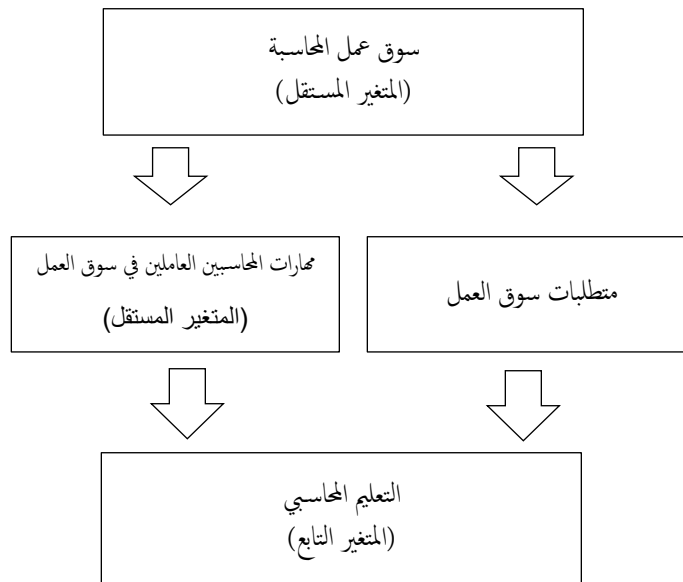 سوق عمل المحاسبة
(المتغير المستقل)
متطلبات سوق العمل
مهارات المحاسبين العاملين في سوق العمل
(المتغير المستقل)
التعليم المحاسبي
(المتغير التابع)